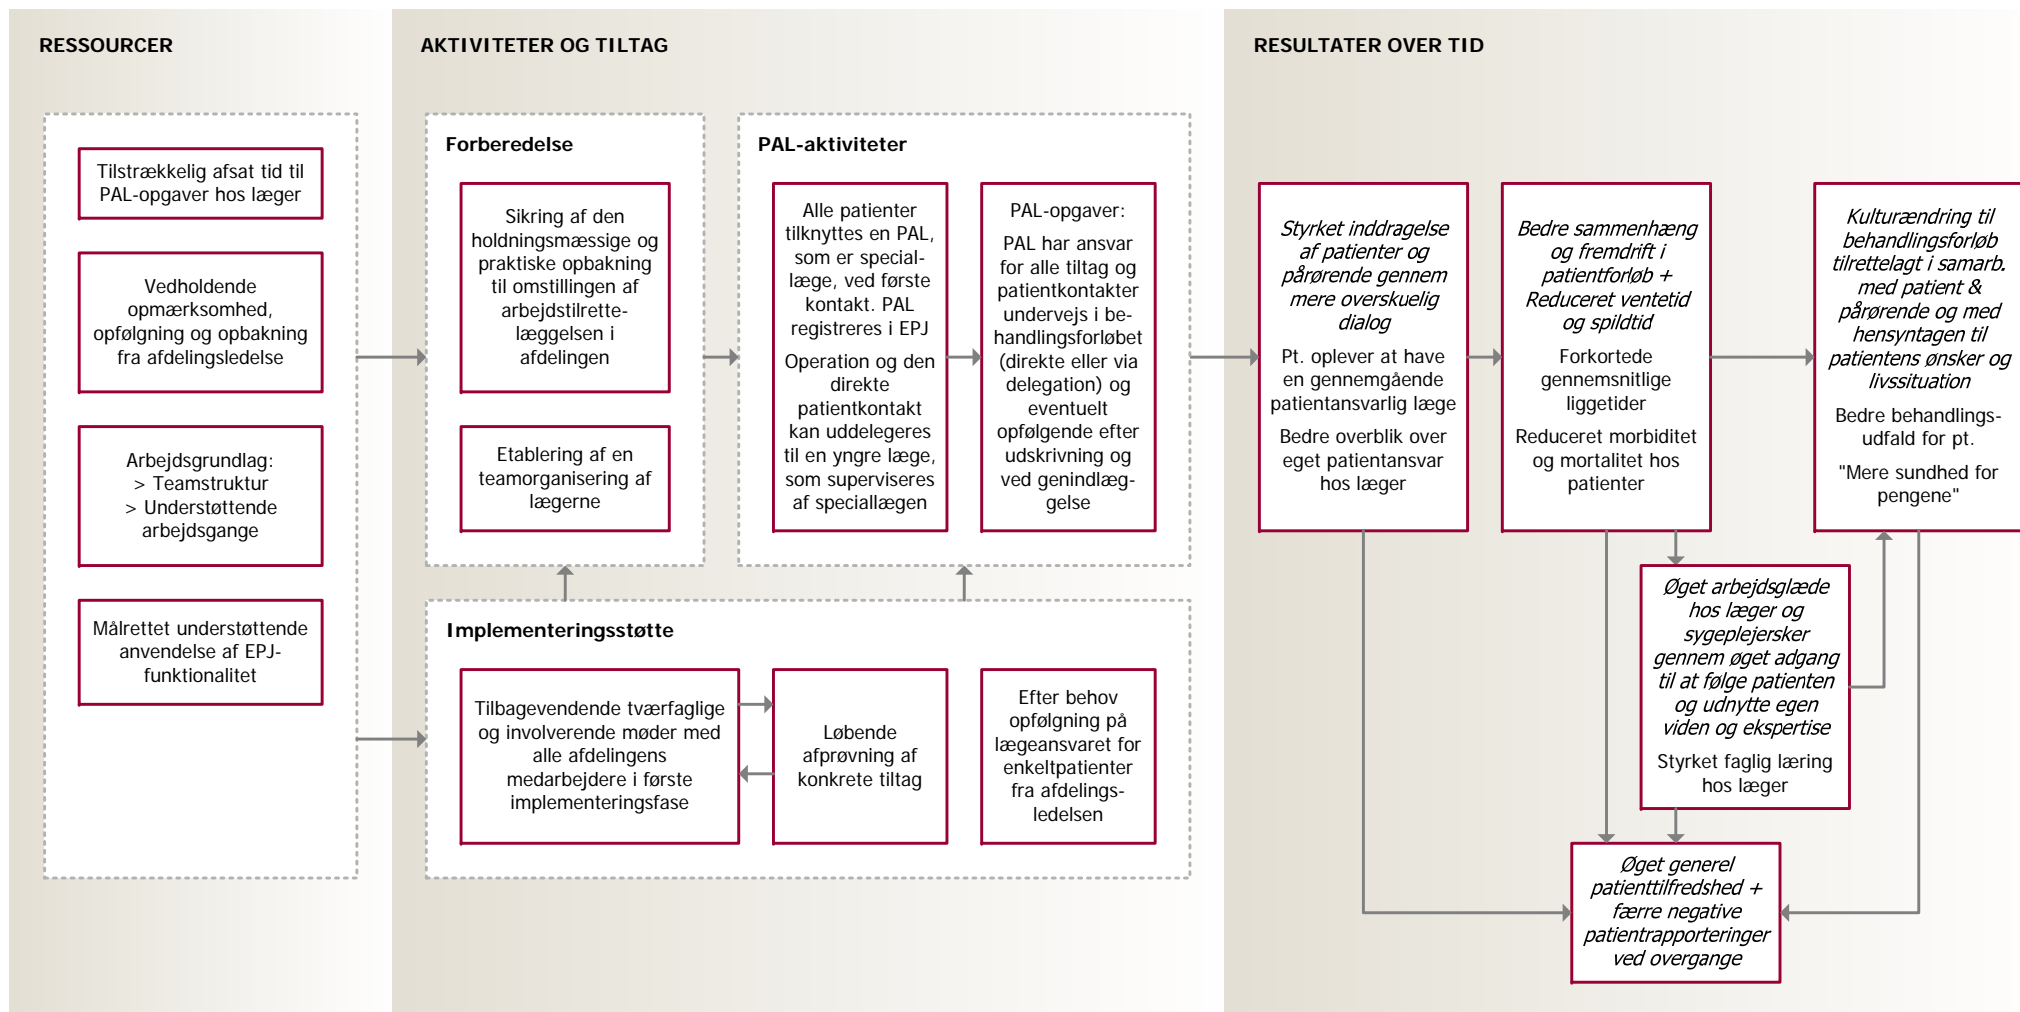 RESSOURCER
Tilstrækkelig afsat tid til
PAL-opgaver hos læger
Vedholdende
opmærksomhed,
opfølgning og opbakning
fra afdelingsledelse
Arbejdsgrundlag:
> Teamstruktur
> Understøttende
arbejdsgange
Målrettet understøttende
anvendelse af EPJ-
funktionalitet
AKTIVITETER OG TILTAG
Forberedelse
Sikring af den
holdningsmæssige og
praktiske opbakning
til omstillingen af
arbejdstilrette-
læggelsen i
afdelingen
Etablering af en
teamorganisering af
lægerne
PAL-aktiviteter
Alle patienter
tilknyttes en PAL,
som er special-
læge, ved første
kontakt. PAL
registreres i EPJ
Operation og den
direkte
patientkontakt
kan uddelegeres
til en yngre læge,
som superviseres
af speciallægen
PAL-opgaver:
PAL har ansvar
for alle tiltag og
patientkontakter
undervejs i be-
handlingsforløbet
(direkte eller via
delegation) og
eventuelt
opfølgende efter
udskrivning og
ved genindlæg-
gelse
Implementeringsstøtte
Tilbagevendende tværfaglige
og involverende møder med
alle afdelingens
medarbejdere i første
implementeringsfase
Løbende
afprøvning af
konkrete tiltag
Efter behov
opfølgning på
lægeansvaret for
enkeltpatienter
fra afdelings-
ledelsen
RESULTATER OVER TID
Styrket inddragelse
af patienter og
pårørende gennem
mere overskuelig
dialog
Pt. oplever at have
en gennemgående
patientansvarlig læge
Bedre overblik over
eget patientansvar
hos læger
Bedre sammenhæng
og fremdrift i
patientforløb +
Reduceret ventetid
og spildtid
Forkortede
gennemsnitlige
liggetider
Reduceret morbiditet
og mortalitet hos
patienter
Kulturændring til
behandlingsforløb
tilrettelagt i samarb.
med patient &
pårørende og med
hensyntagen til
patientens ønsker og
livssituation
Bedre behandlings-
udfald for pt.
"Mere sundhed for
pengene"
Øget arbejdsglæde
hos læger og
sygeplejersker
gennem øget adgang
til at følge patienten
og udnytte egen
viden og ekspertise
Styrket faglig læring
hos læger
Øget generel
patienttilfredshed +
færre negative
patientrapporteringer
ved overgange